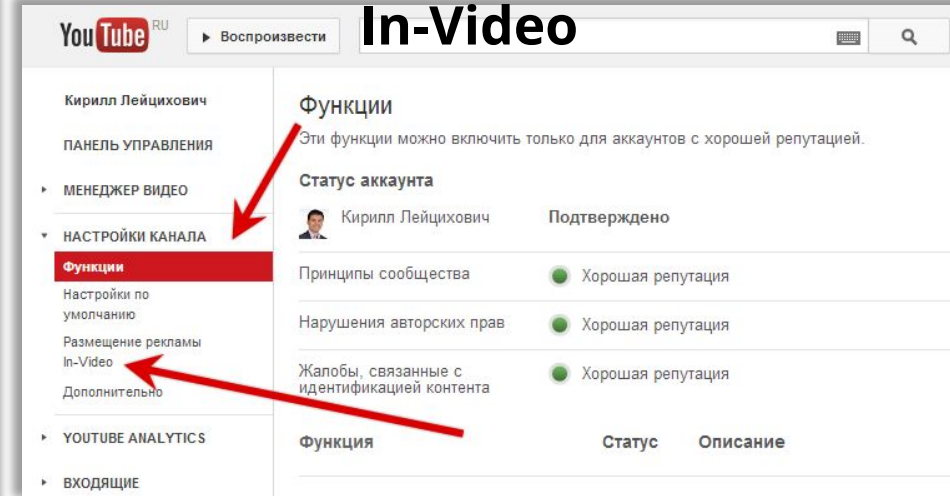 In-Video
YouTube RU
Воспроизвести
Кирилл Лейцихович
ПАНЕЛЬ УПРАВЛЕНИЯ
МЕНЕДЖЕР ВИДЕО
НАСТРОЙКИ КАНАЛА
Функции
Настройки по
умолчанию
Размещение рекламы
In-Video
Дополнительно
YOUTUBE ANALYTICS
ВХОДЯЩИЕ
Функции
Эти функции можно включить только для аккаунтов с хорошей репутацией.
Статус аккаунта
Кирилл Лейцихович Подтверждено
Принципы сообщества Хорошая репутация
Нарушения авторских прав Хорошая репутация
Жалобы, связанные с
идентификацией контента Хорошая репутация
Функция Статус Описание